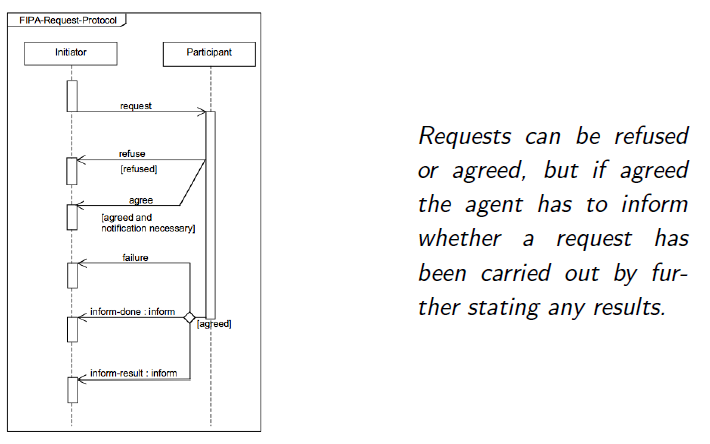 FIPA-Request-Protocol
Initiator
Participant
request
refuse
[refused]
agree
[agreed and
notification necessary]
failure
inform-done : inform
[agreed]
inform-result : inform
Requests can be refused
or agreed, but if agreed
the agent has to inform
whether a request has
been carried out by fur-
ther stating any results.